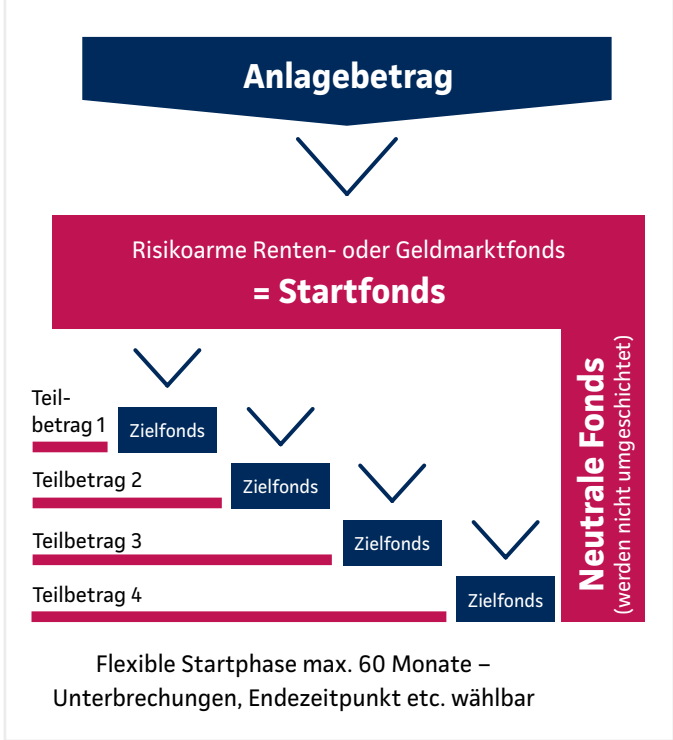 Anlagebetrag
Risikoarme Renten- oder Geldmarktfonds
= Startfonds
Teil-
betrag 1
Zielfonds
Teilbetrag 2
Zielfonds
Teilbetrag 3
Zielfonds
Teilbetrag 4
Zielfonds
Neutrale Fonds
(werden nicht umgeschichtet)
Flexible Startphase max. 60 Monate –
Unterbrechungen, Endezeitpunkt etc. wählbar